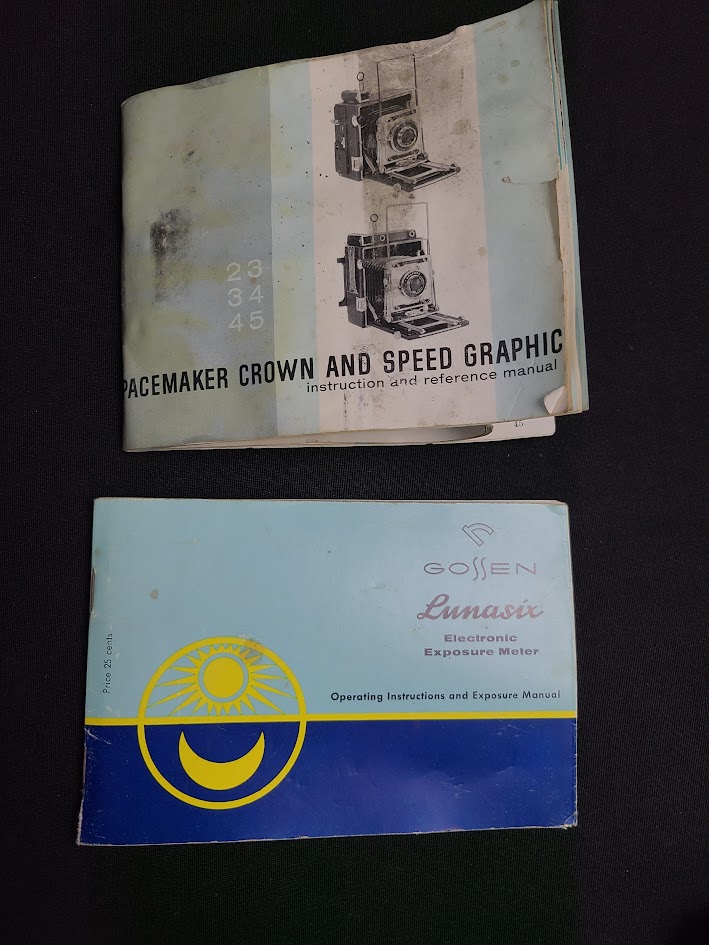 23
34
45
PACEMAKER CROWN AND SPEED GRAPHIC
instruction and reference manual
45
GOSSEN
Lunasix
Electronic
Exposure Meter
Price 25 cents
Operating Instructions and Exposure Manual